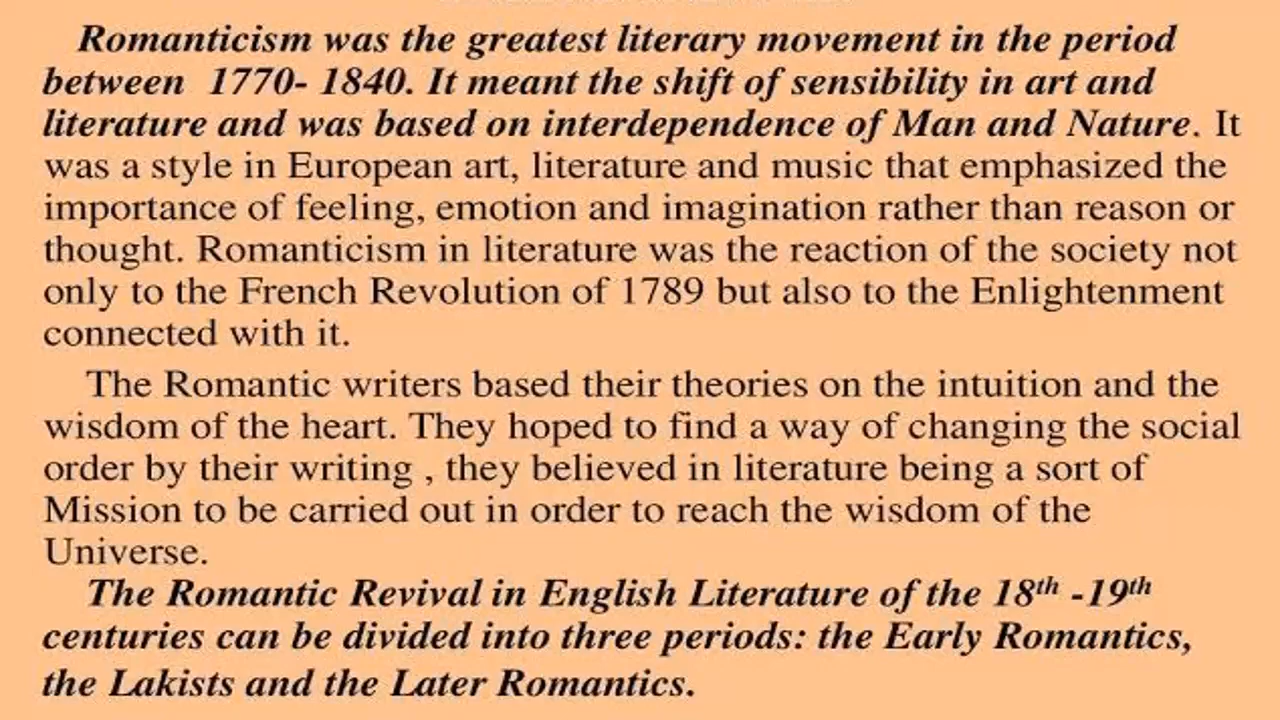 Romanticism was the greatest literary movement in the period
between 1770- 1840. It meant the shift of sensibility in art and
literature and was based on interdependence of Man and Nature. It
was a style in European art, literature and music that emphasized the
importance of feeling, emotion and imagination rather than reason or
thought. Romanticism in literature was the reaction of the society not
only to the French Revolution of 1789 but also to the Enlightenment
connected with it.
The Romantic writers based their theories on the intuition and the
wisdom of the heart. They hoped to find a way of changing the social
order by their writing , they believed in literature being a sort of
Mission to be carried out in order to reach the wisdom of the
Universe.
The Romantic Revival in English Literature of the 18th -19th
centuries can be divided into three periods: the Early Romantics,
the Lakists and the Later Romantics.